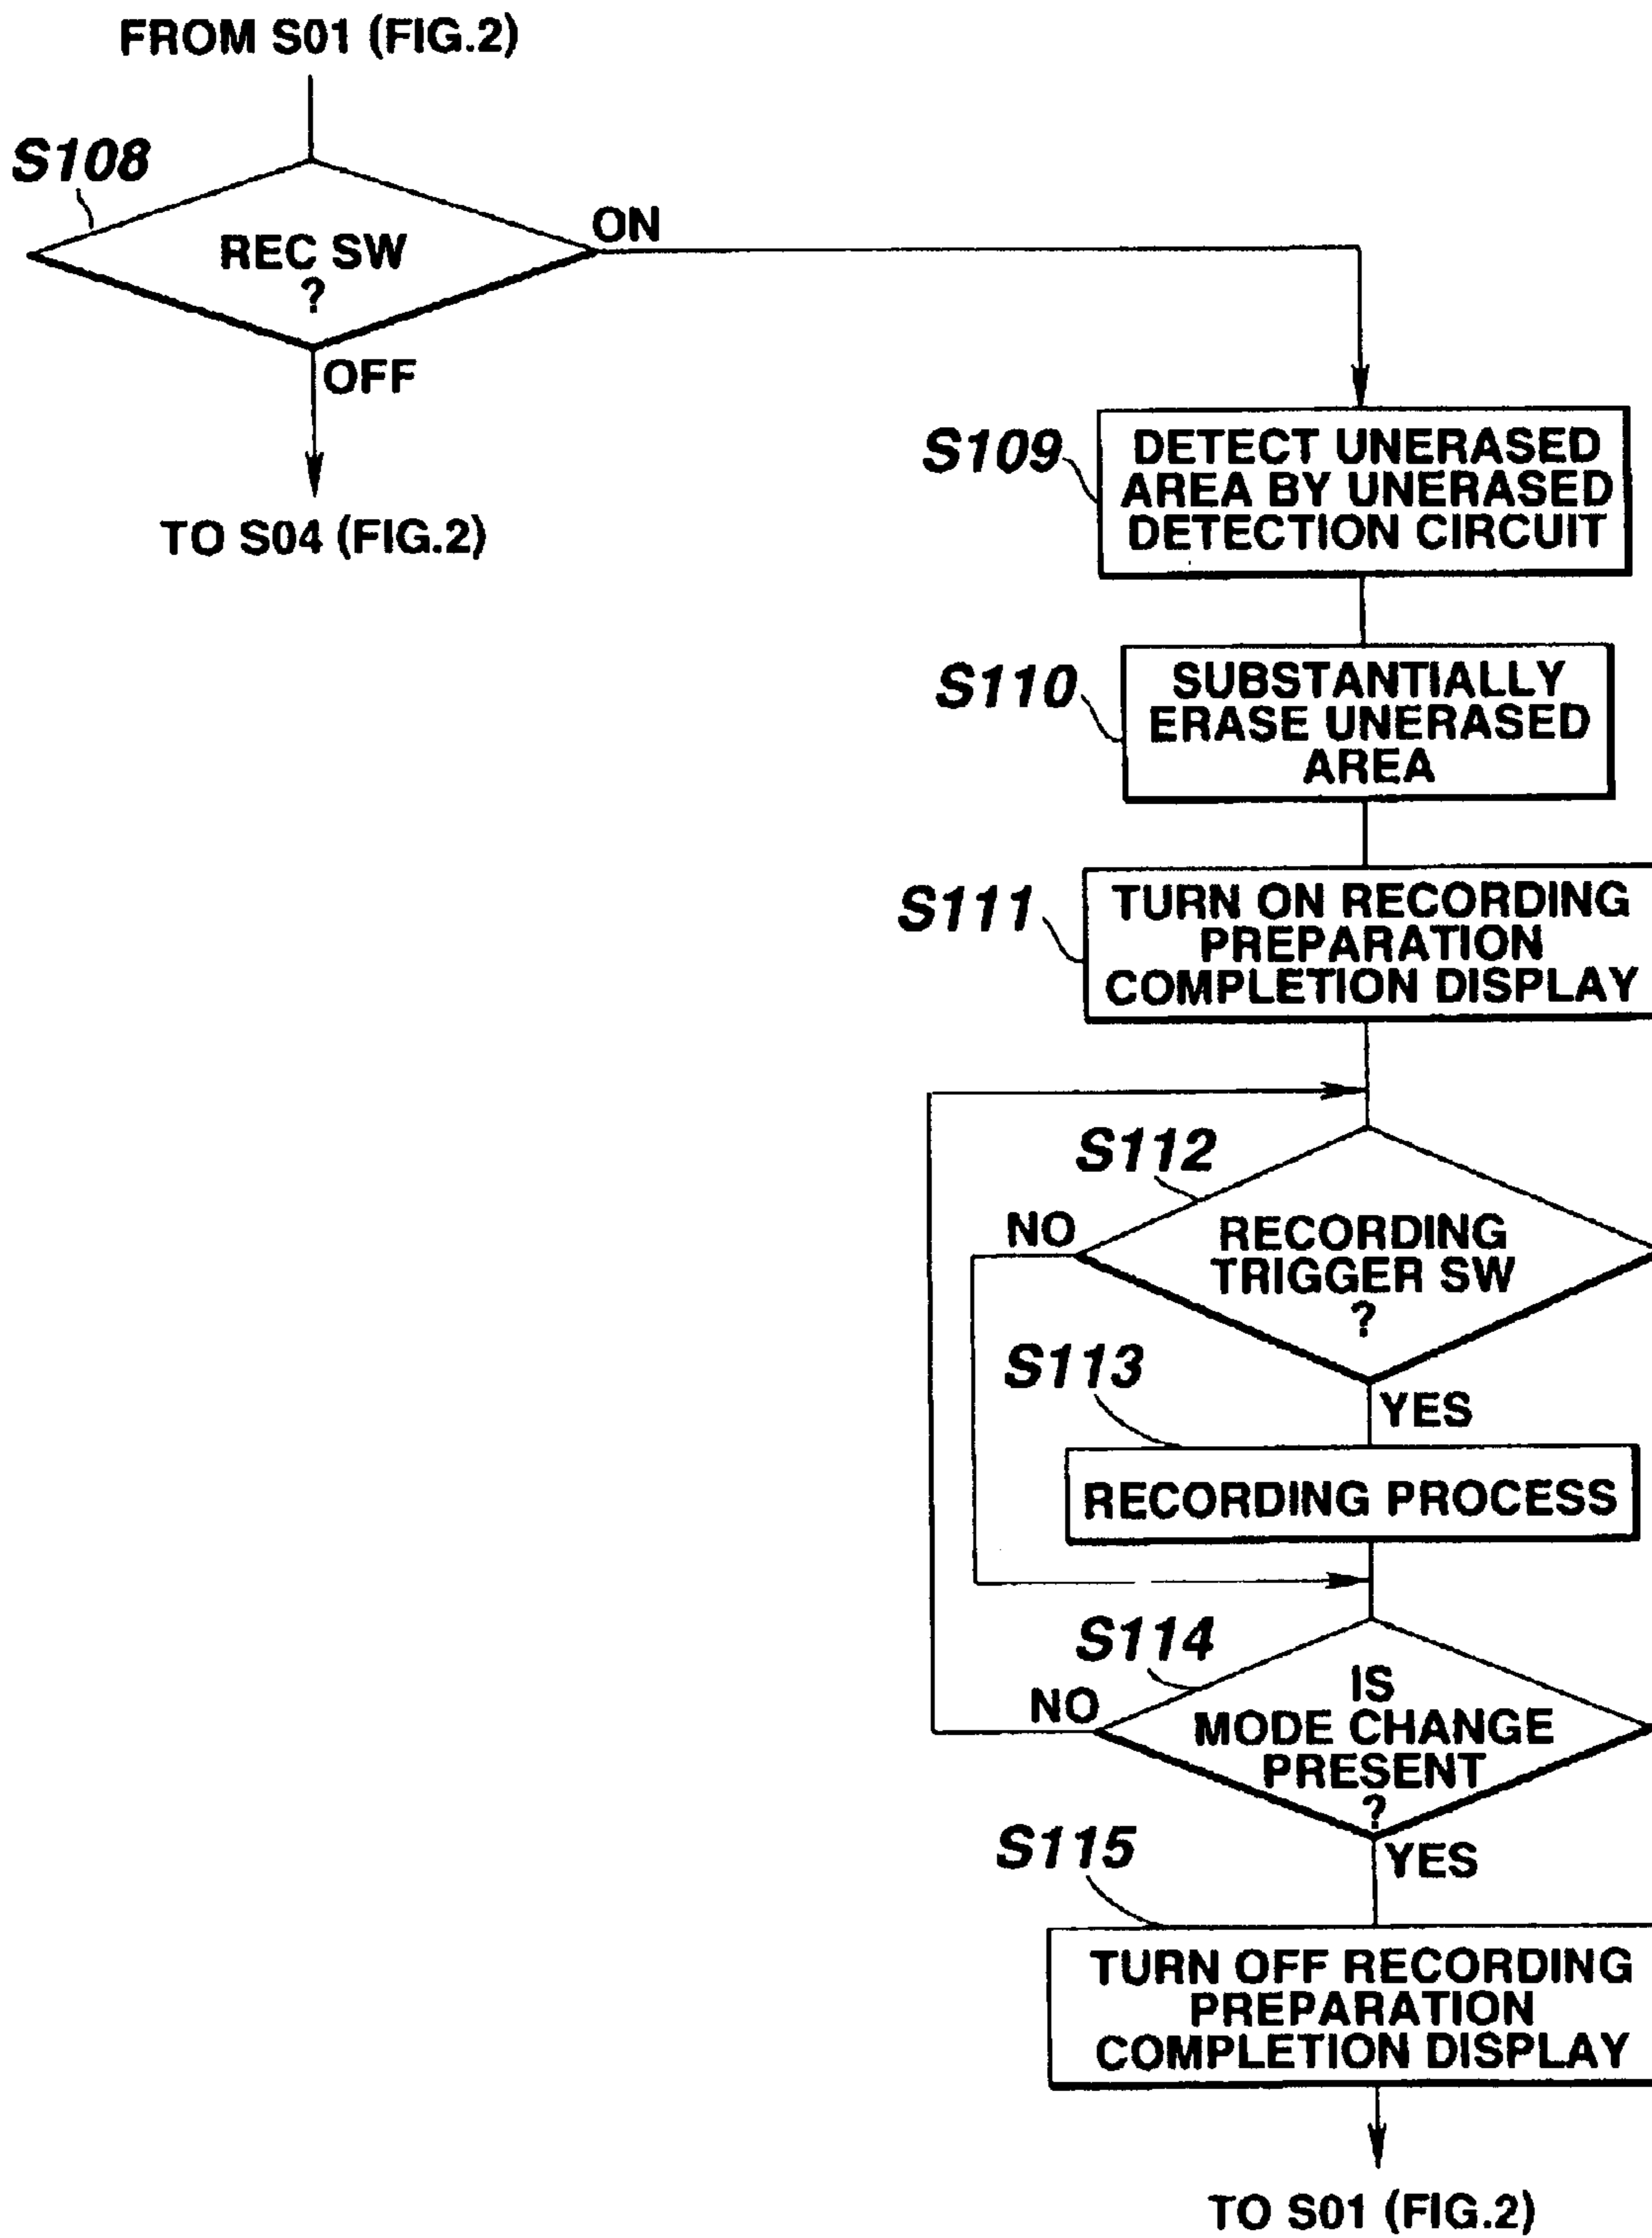 FROM S01 (FIG.2)
S108
REC SW
?
ON
OFF
TO S04 (FIG.2)
S109
DETECT UNERASED
AREA BY UNERASED
DETECTION CIRCUIT
S110
SUBSTANTIALLY
ERASE UNERASED
AREA
S111
TURN ON RECORDING
PREPARATION
COMPLETION DISPLAY
S112
NO
RECORDING
TRIGGER SW
?
S113
YES
RECORDING PROCESS
S114
NO
IS
MODE CHANGE
PRESENT
?
S115
YES
TURN OFF RECORDING
PREPARATION
COMPLETION DISPLAY
TO S01 (FIG.2)